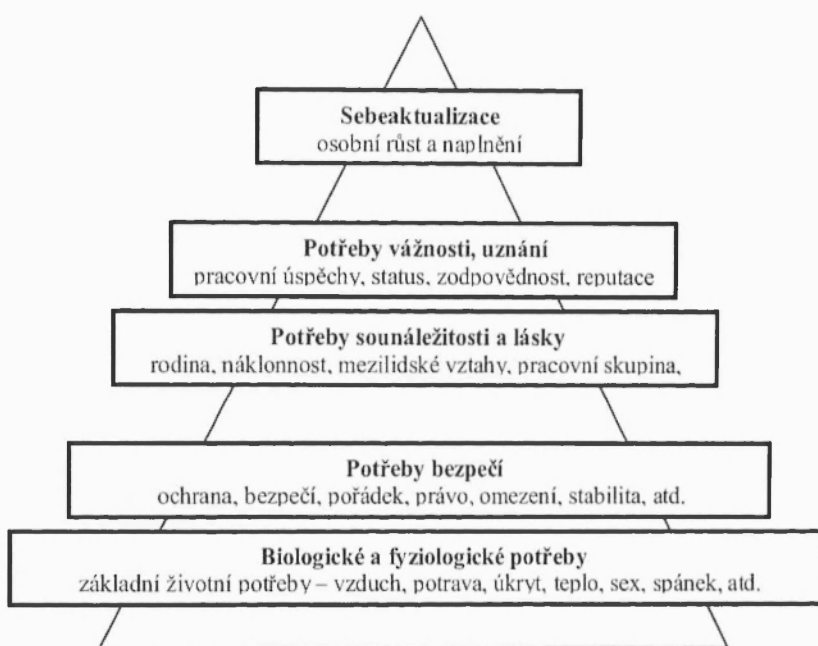 Sebeaktualizace
osobní růst a naplnění
Potřeby vážnosti, uznání
pracovní úspěchy, status, zodpovědnost, reputace
Potřeby sounáležitosti a lásky
rodina, náklonnost, mezilidské vztahy, pracovní skupina,
Potřeby bezpečí
ochrana, bezpečí, pořádek, právo, omezení, stabilita, atd.
Biologické a fyziologické potřeby
základní životní potřeby – vzduch, potrava, úkryt, teplo, sex, spánek, atd.